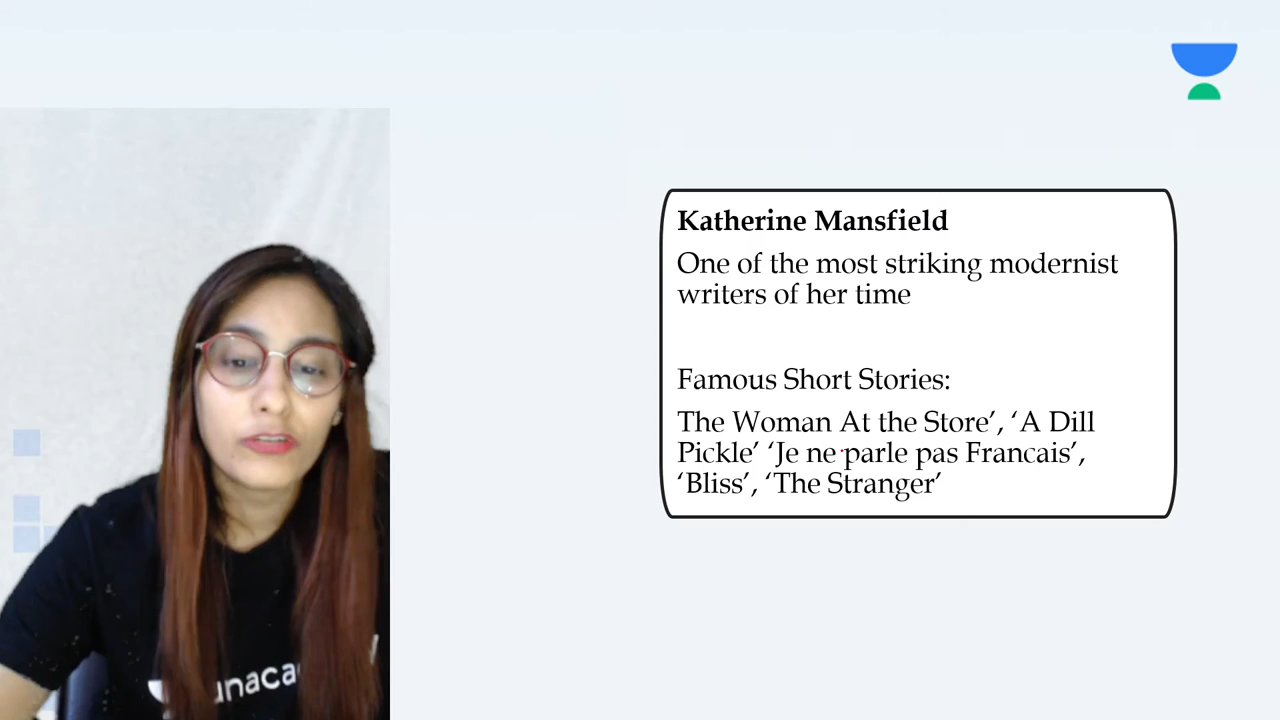 Katherine Mansfield
One of the most striking modernist
writers of her time
Famous Short Stories:
The Woman At the Store’, ‘A Dill
Pickle’ ‘Je ne parle pas Francais’,
‘Bliss’, ‘The Stranger’
unaca